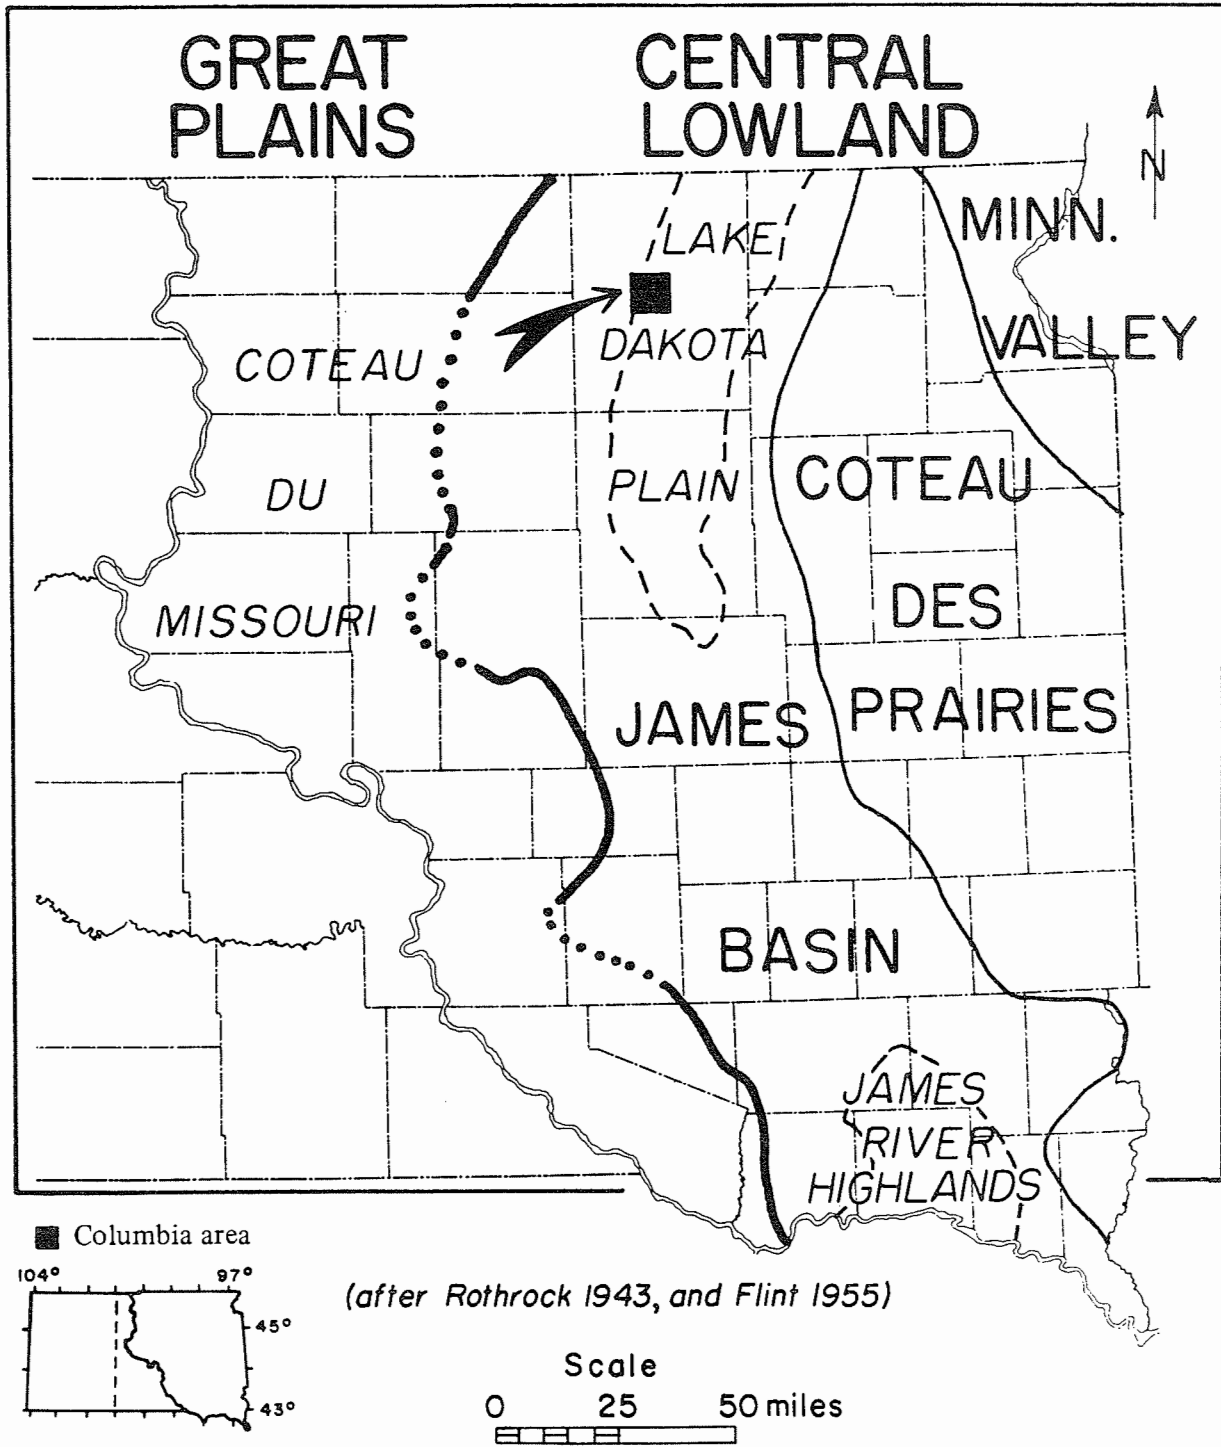 GREAT
PLAINS
CENTRAL
LOWLAND
N
MINN.
VALLEY
LAKE
DAKOTA
PLAIN
COTEAU
DU
MISSOURI
COTEAU
DES
PRAIRIES
JAMES
BASIN
JAMES
RIVER
HIGHLANDS
Columbia area
104° 97°
45°
43°
(after Rothrock 1943, and Flint 1955)
Scale
0 25 50 miles